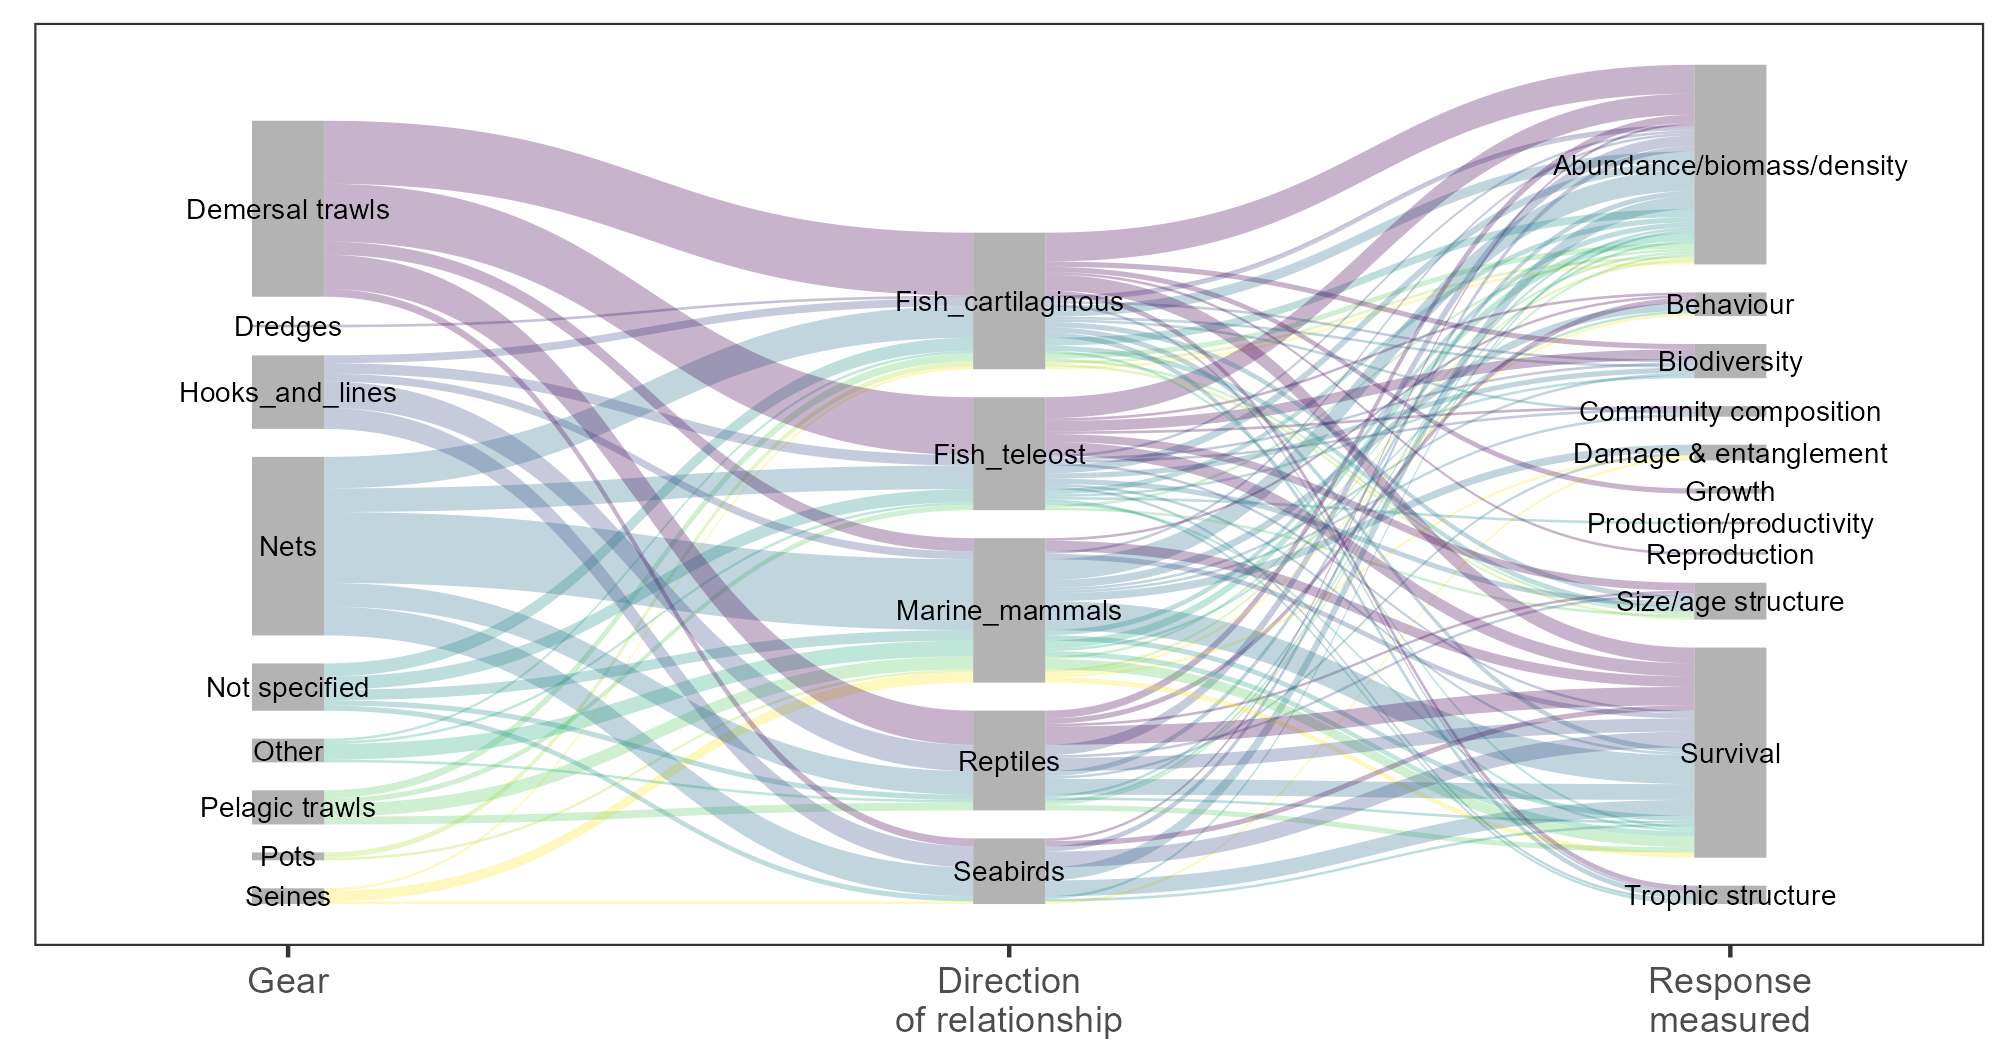 Demersal trawls
Dredges
Hooks_and_lines
Nets
Not specified
Other
Pelagic trawls
Pots
Seines
Fish_cartilaginous
Fish_teleost
Marine_mammals
Reptiles
Seabirds
Abundance/biomass/density
Behaviour
Biodiversity
Community composition
Damage & entanglement
Growth
Production/productivity
Reproduction
Size/age structure
Survival
Trophic structure
Gear
Direction
of relationship
Response
measured